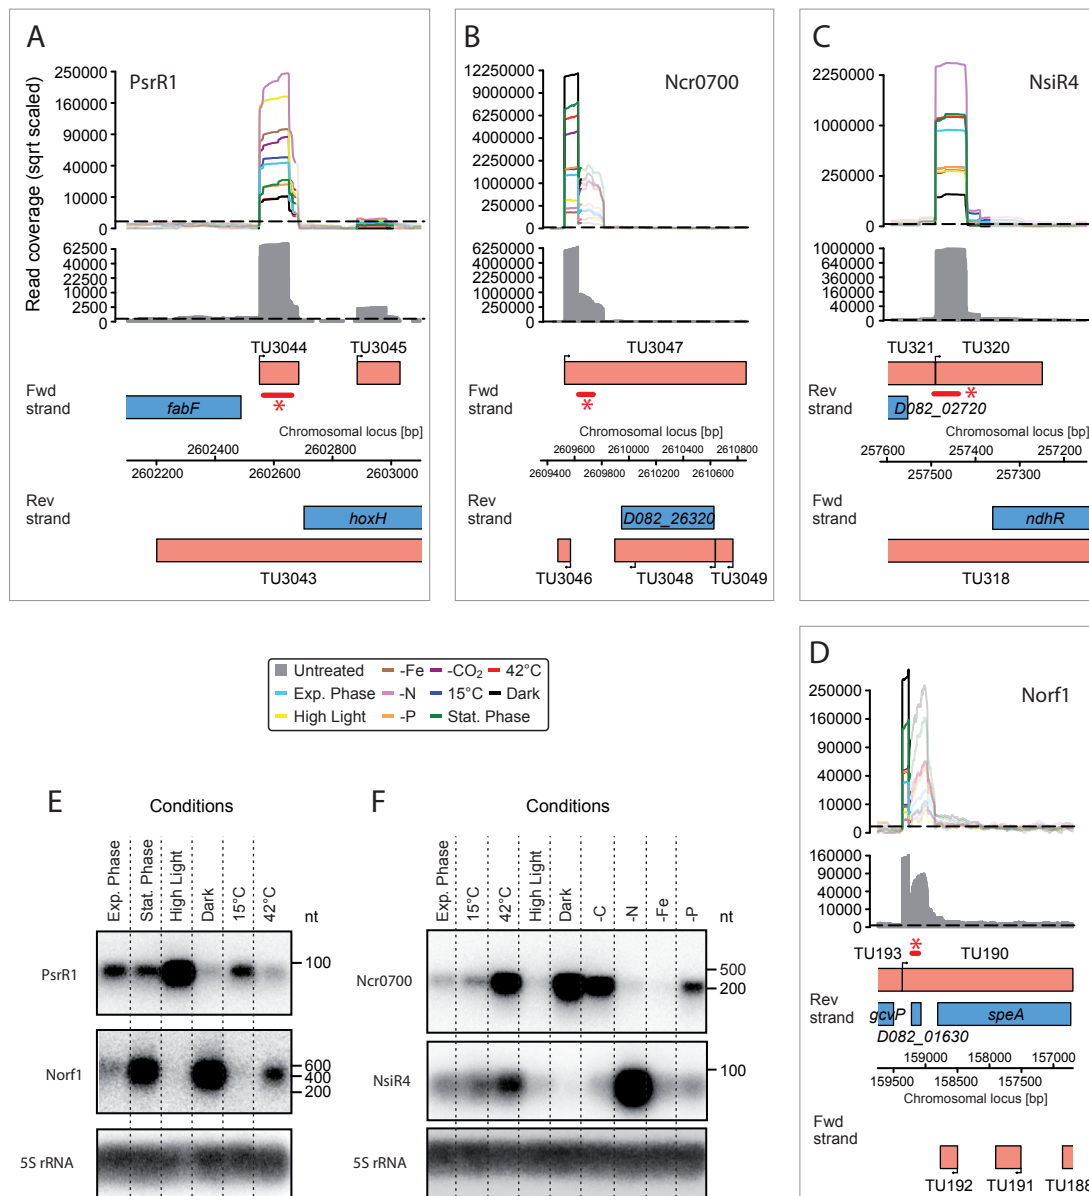 A
PsrR1
Read coverage (sqrt scaled)
250000
160000
90000
40000
10000
0
62500
40000
22500
10000
2500
0
TU3044
TU3045
Fwd strand
*
fabF
Chromosomal locus [bp]
2602400
2602800
2602200
2602600
2603000
Rev strand
hoxH
TU3043
B
Ncr0700
12250000
9000000
6250000
4000000
2250000
1000000
250000
0
6250000
4000000
2250000
1000000
250000
0
TU3047
Fwd strand
*
Chromosomal locus [bp]
2609600
2610000
2610400
2610800
2609400
2609800
2610200
2610600
Rev strand
D082_26320
TU3046
TU3048
TU3049
C
NsiR4
2250000
1000000
250000
0
1000000
640000
360000
160000
40000
0
TU321
TU320
Rev strand
*
D082_02720
Chromosomal locus [bp]
257600
257400
257200
257500
257300
Fwd strand
ndhR
TU318
Untreated
-Fe
-CO₂
42°C
Exp. Phase
-N
15°C
Dark
High Light
-P
Stat. Phase
D
Norf1
250000
160000
90000
40000
10000
0
160000
90000
40000
10000
0
*
TU193
TU190
Rev strand
gcvP
speA
D082_01630
159000
158000
157000
159500
158500
157500
Chromosomal locus [bp]
Fwd strand
TU192
TU191
TU188
E
Conditions
Exp. Phase
Stat. Phase
High Light
Dark
15°C
42°C
nt
PsrR1
100
Norf1
600
400
200
5S rRNA
F
Conditions
Exp. Phase
15°C
42°C
High Light
Dark
-C
-N
-Fe
-P
nt
Ncr0700
500
200
NsiR4
100
5S rRNA